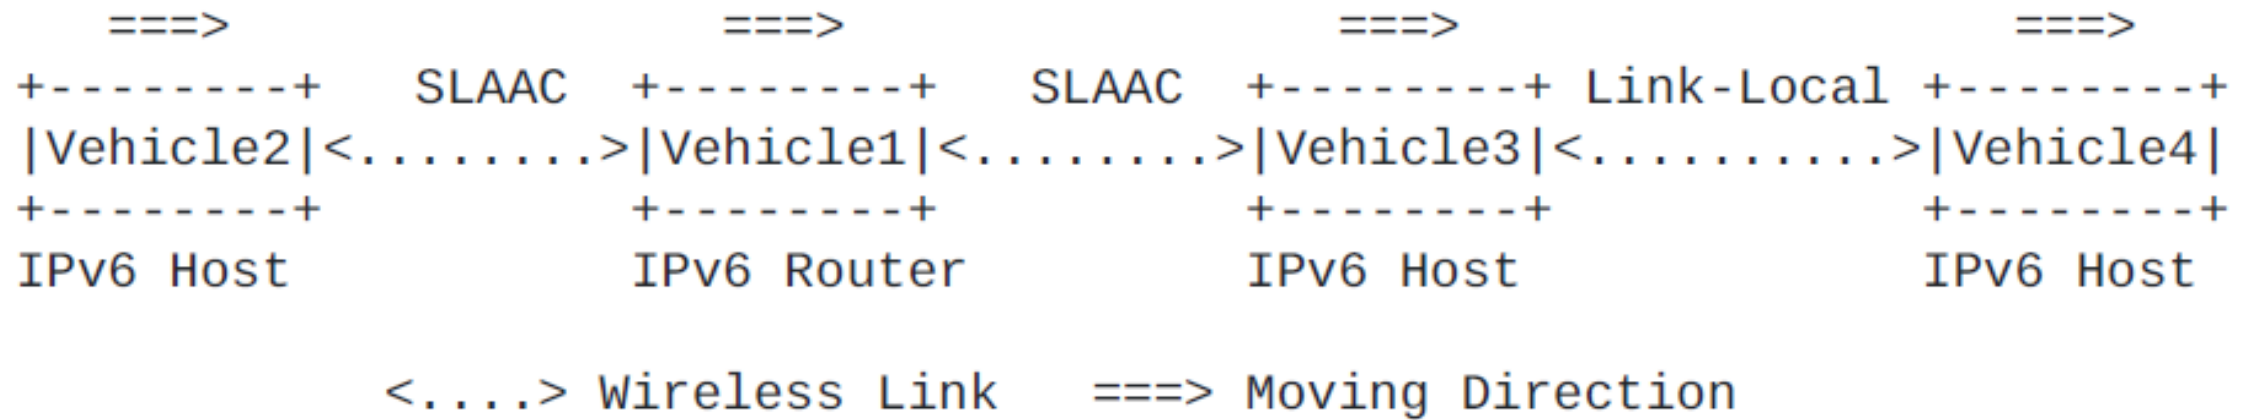 ===>                ===>                ===>                  ===>
+--------+   SLAAC  +--------+   SLAAC  +--------+ Link-Local +--------+
|Vehicle2|<........>|Vehicle1|<........>|Vehicle3|<..........>|Vehicle4|
+--------+          +--------+          +--------+            +--------+
IPv6 Host           IPv6 Router         IPv6 Host             IPv6 Host
            <....> Wireless Link   ===> Moving Direction